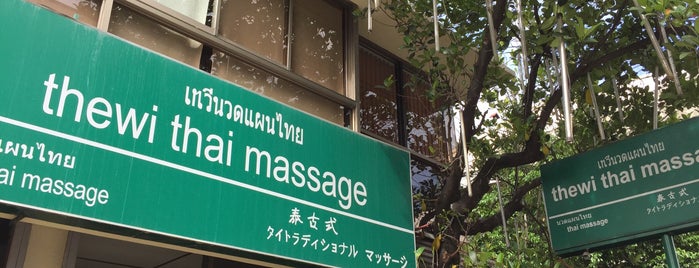 เทวีนวดแผนไทย
thewi thai massage
แผนไทย
ai massage
泰古式
タイトラディショナル マッサージ
เทวีนวดแผนไทย
thewi thai massa
นวดแผนไทย
thai massage
泰古式
タイトラディショナル マ